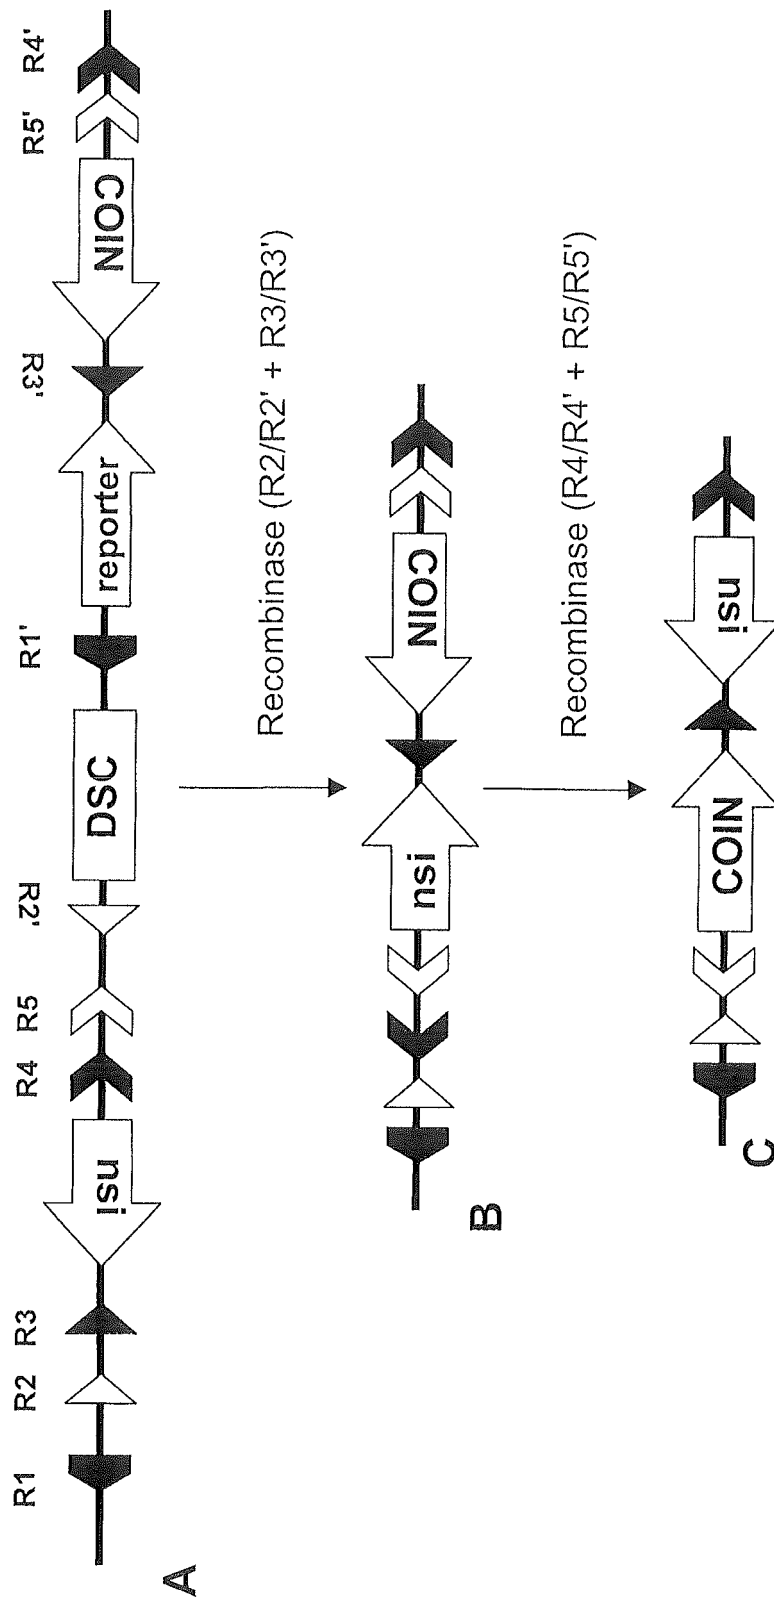 R1 R2 R3 R4 R5 R2' R1' R3' R5' R4'
nsi DSC reporter COIN
A
Recombinase (R2/R2' + R3/R3')
nsi COIN
B
Recombinase (R4/R4' + R5/R5')
COIN nsi
C